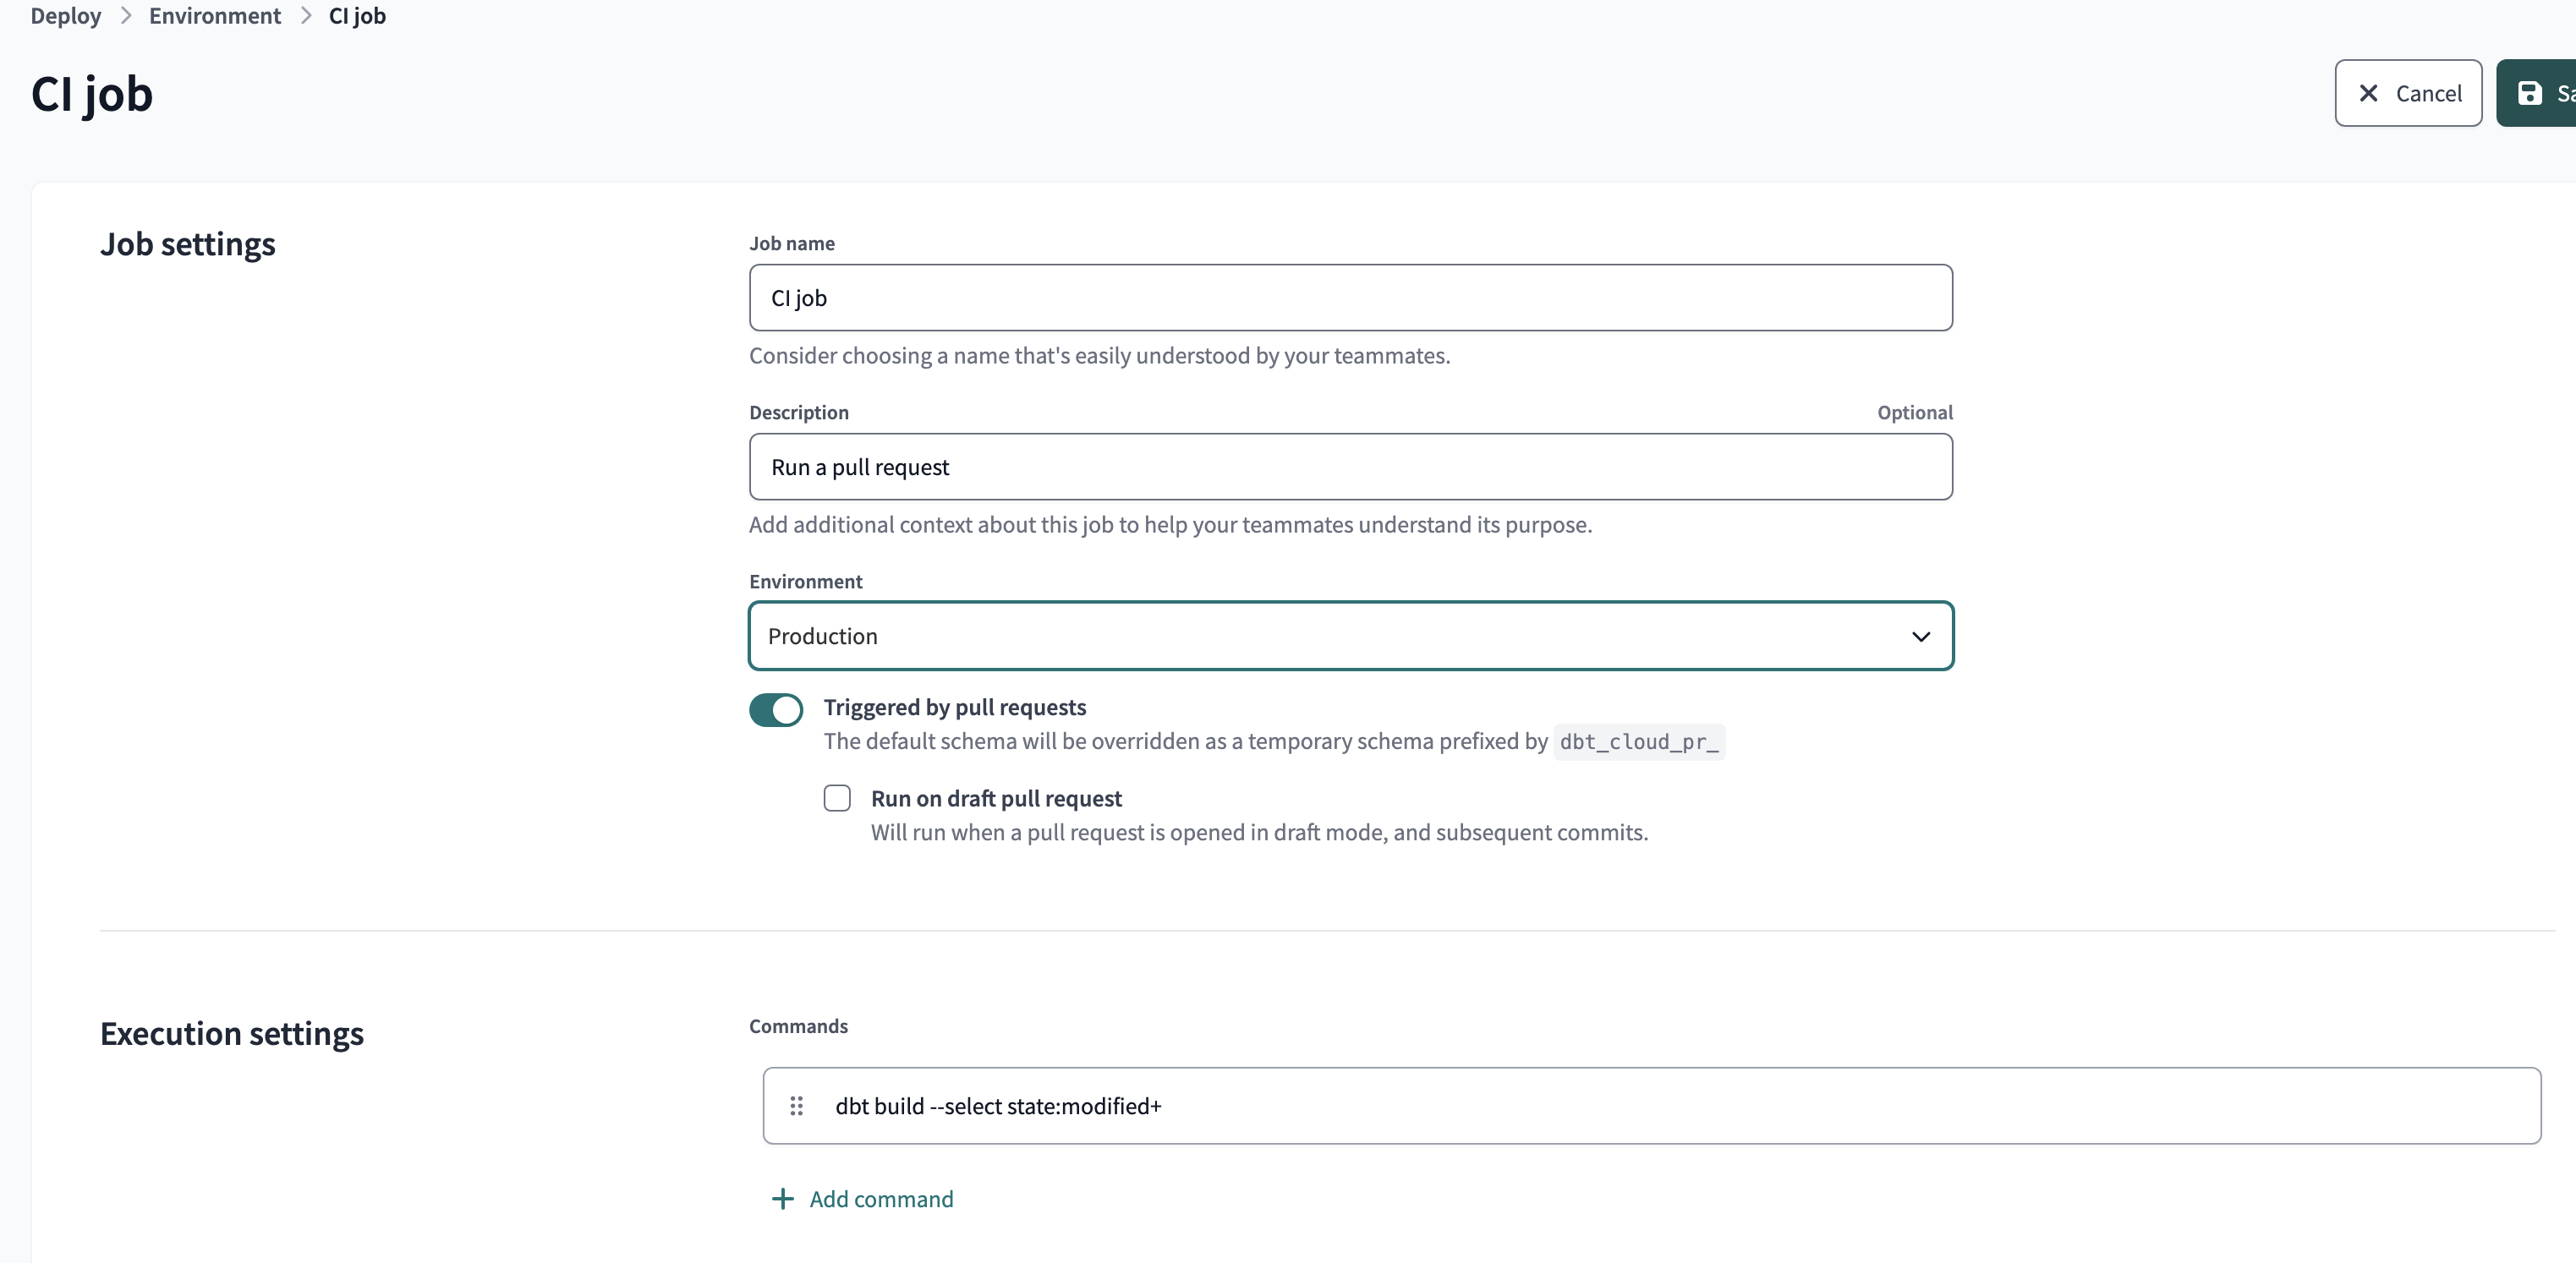 Deploy > Environment > CI job
CI job
Cancel
Job settings
Job name
CI job
Consider choosing a name that's easily understood by your teammates.
Description Optional
Run a pull request
Add additional context about this job to help your teammates understand its purpose.
Environment
Production
Triggered by pull requests
The default schema will be overridden as a temporary schema prefixed by dbt_cloud_pr_
Run on draft pull request
Will run when a pull request is opened in draft mode, and subsequent commits.
Execution settings
Commands
dbt build --select state:modified+
+ Add command